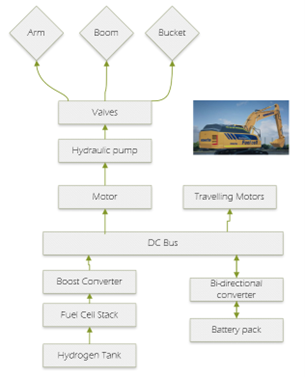 Arm Boom Bucket
Valves
Hydraulic pump
Motor Travelling Motors
DC Bus
Boost Converter Bi-directional
converter
Fuel Cell Stack
Battery pack
Hydrogen Tank